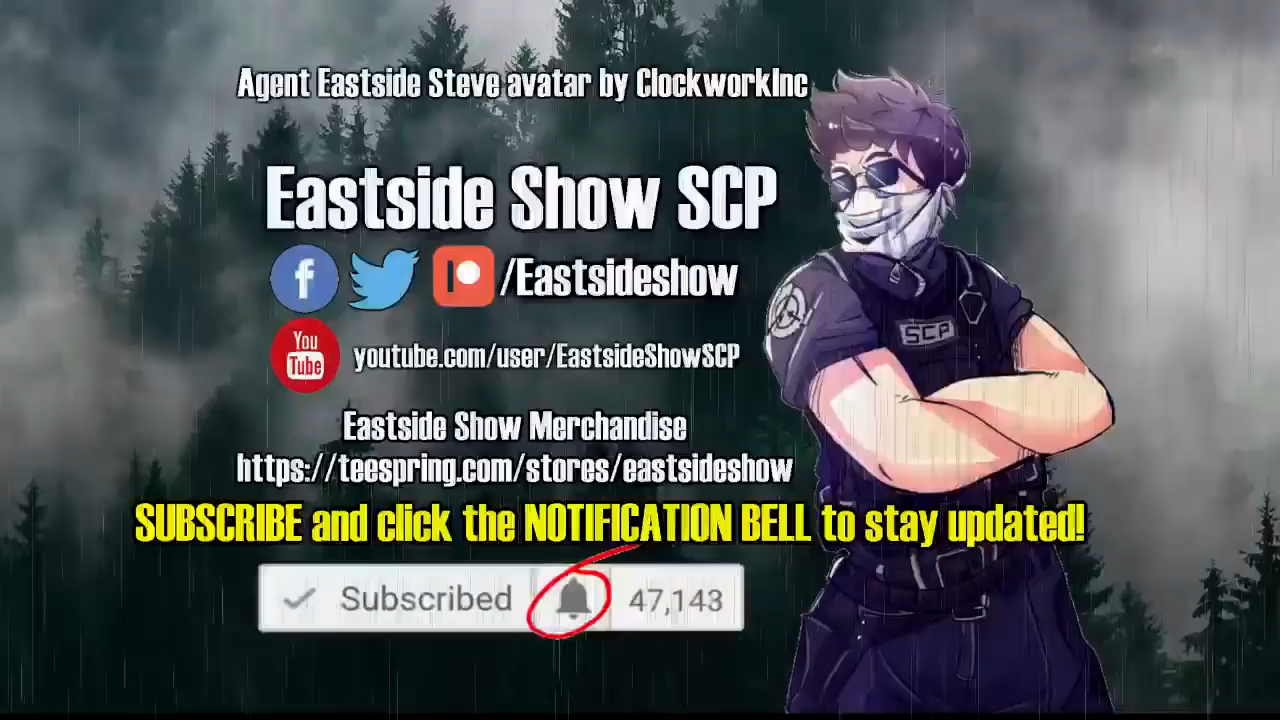 Agent Eastside Steve avatar by ClockworkInc
Eastside Show SCP
f /Eastsideshow
You
Tube
youtube.com/user/EastsideShowSCP
SCP
Eastside Show Merchandise
https://teespring.com/stores/eastsideshow
SUBSCRIBE and click the NOTIFICATION BELL to stay updated!
Subscribed 47,143